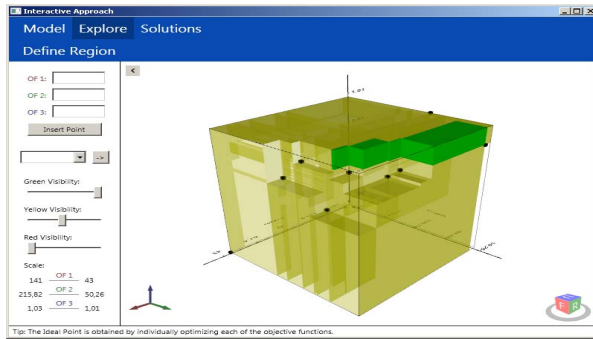 Interactive Approach
Model Explore Solutions
Define Region
<
OF 1:
OF 2:
OF 3:
Insert Point
->
Green Visibility:
Yellow Visibility:
Red Visibility:
Scale:
141 OF 1 43
215,82 OF 2 50,26
1,03 OF 3 1,01
Tip: The Ideal Point is obtained by individually optimizing each of the objective functions.